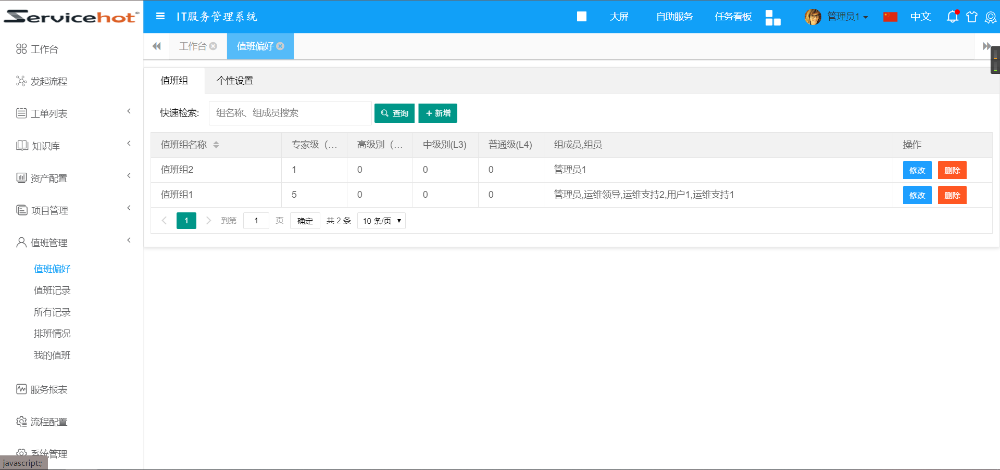 Servicehot®
IT服务管理系统
大屏
自助服务
任务看板
管理员1
中文
工作台
发起流程
工单列表
知识库
资产配置
项目管理
值班管理
值班偏好
值班记录
所有记录
排班情况
我的值班
服务报表
流程配置
系统管理
javascript:;
工作台
值班偏好
值班组
个性设置
快速检索:
组名称、组成员搜索
查询
新增
值班组名称 专家级（... 高级别（... 中级别(L3) 普通级(L4) 组成员,组员 操作
值班组2 1 0 0 0 管理员1 修改 删除
值班组1 5 0 0 0 管理员,运维领导,运维支持2,用户1,运维支持1 修改 删除
1 到第 1 页 确定 共 2 条 10 条/页